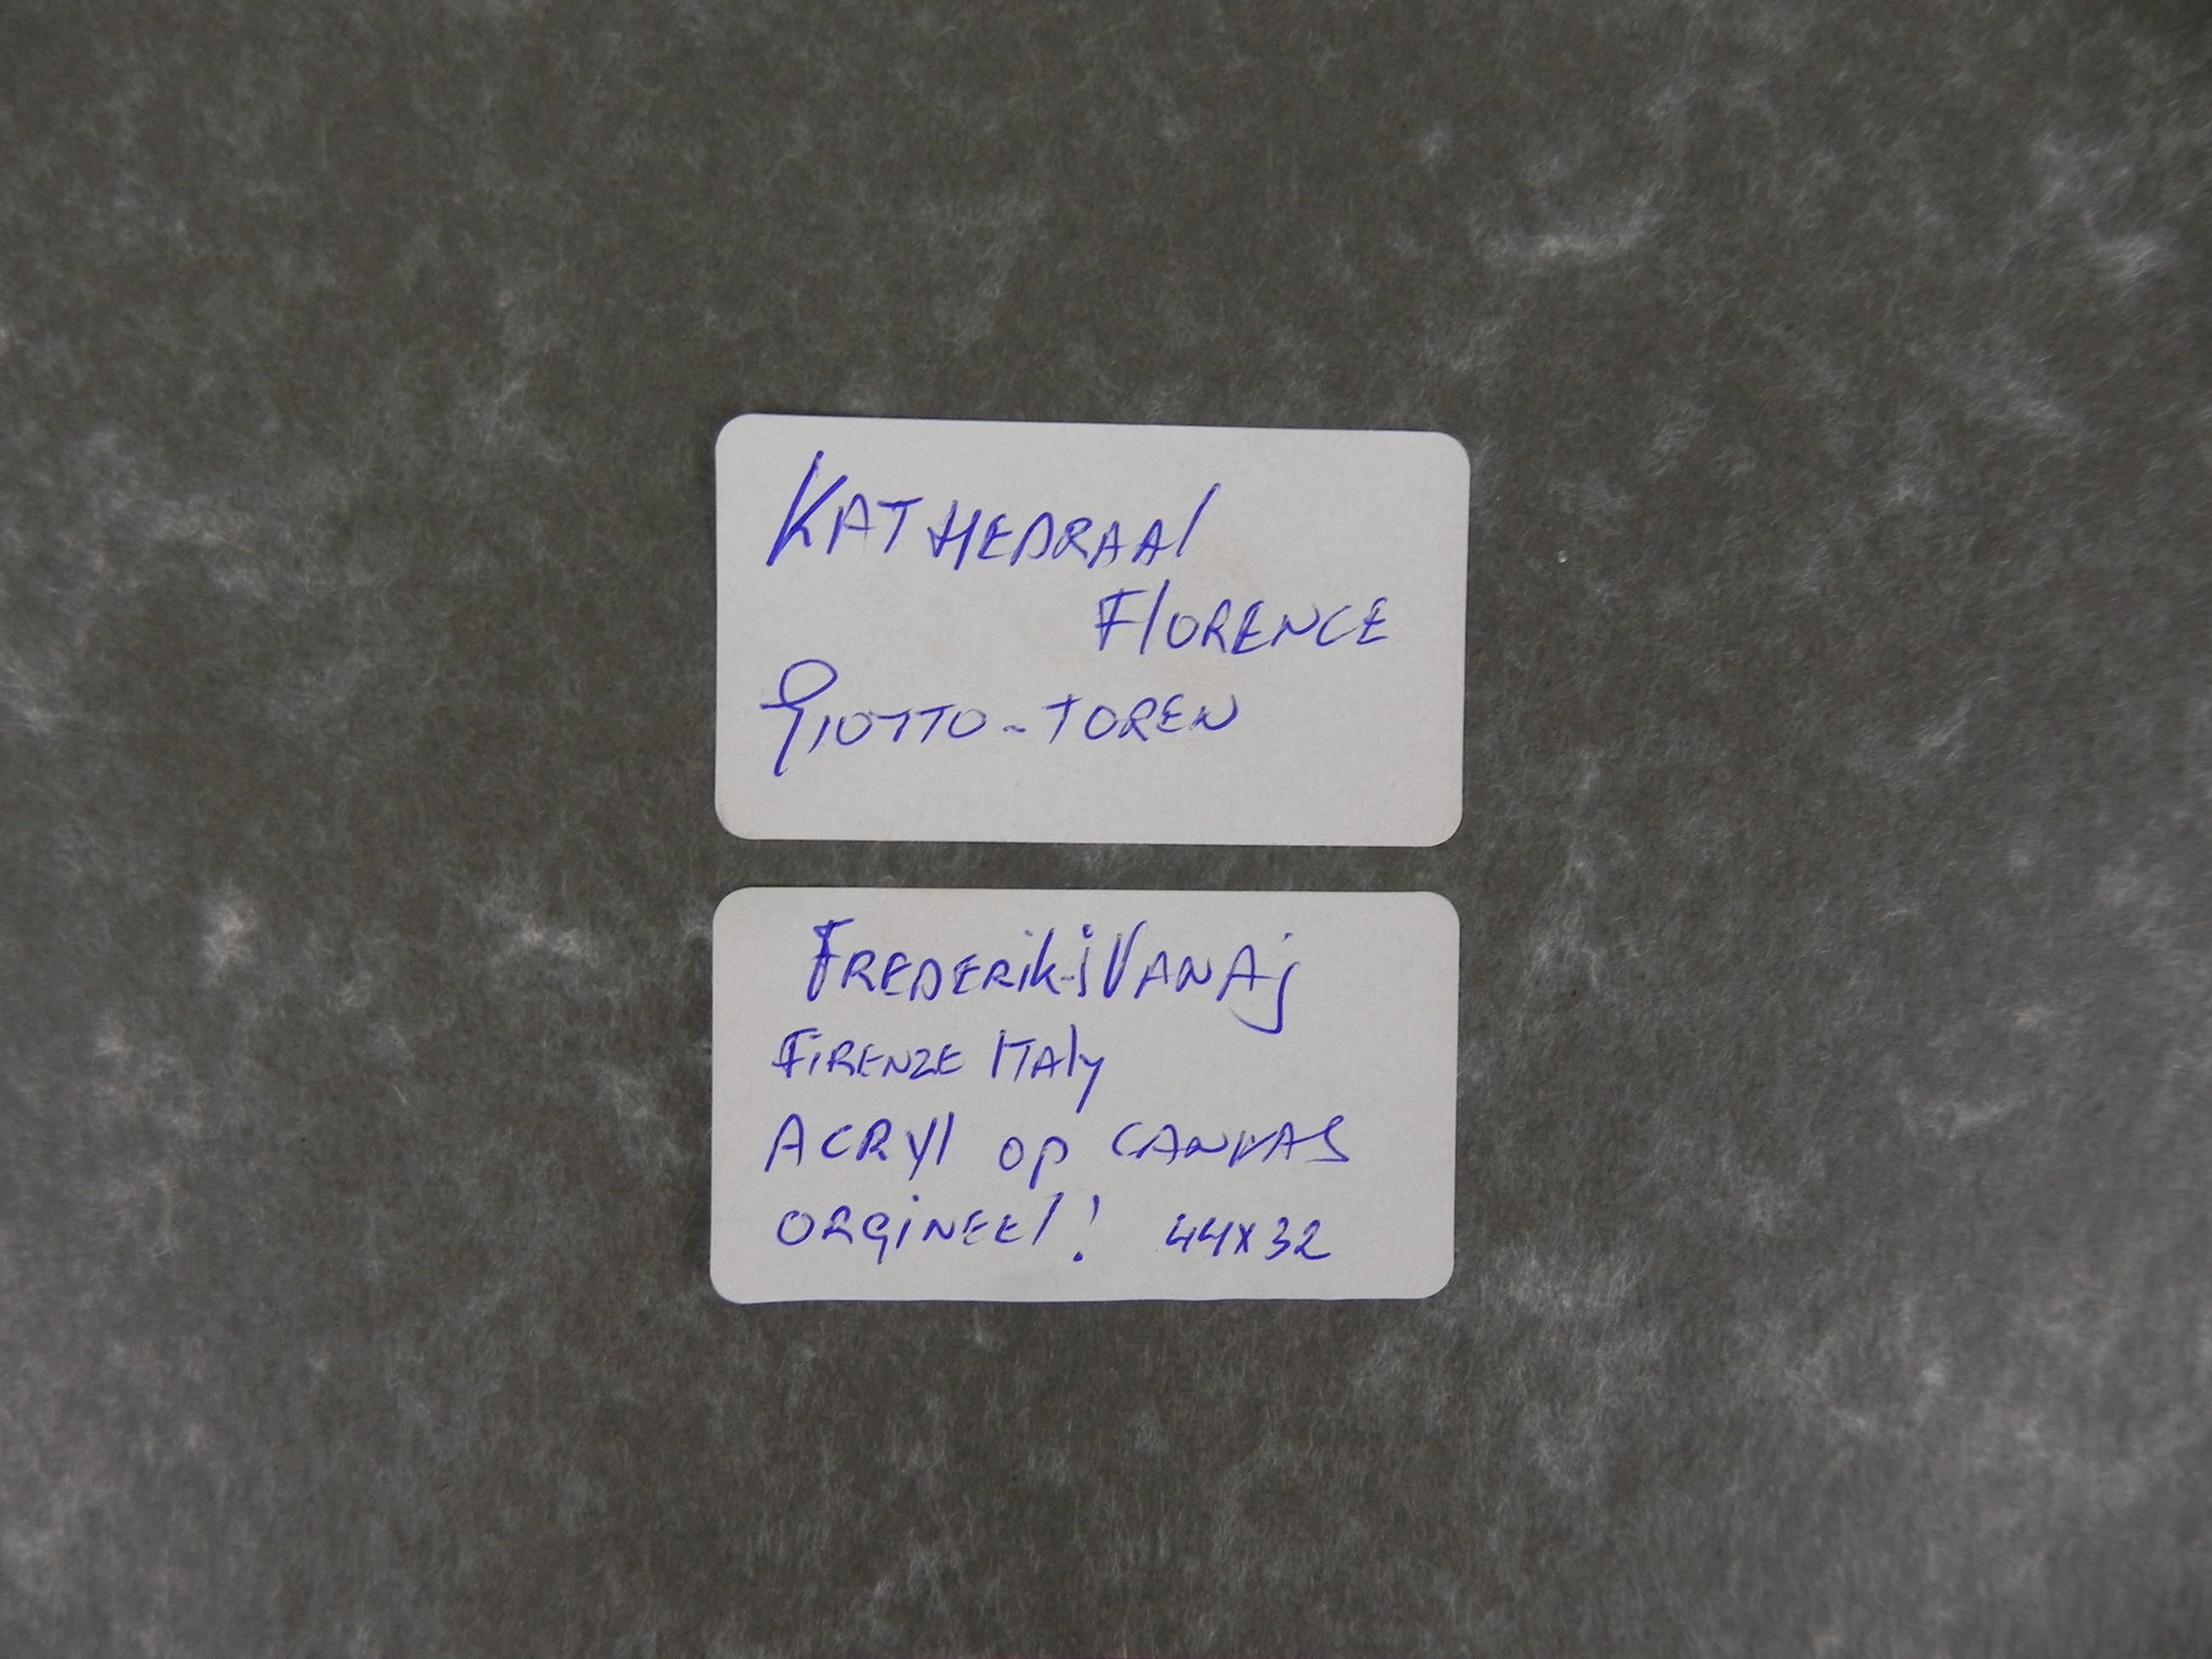 KATHEDRAAl
FlORENCE
GIOTTO-TOREN
FREDERIK-iVANAj
FiRENZE ITAly
ACRYl op CANVAS
ORGiNEEl! 44x32